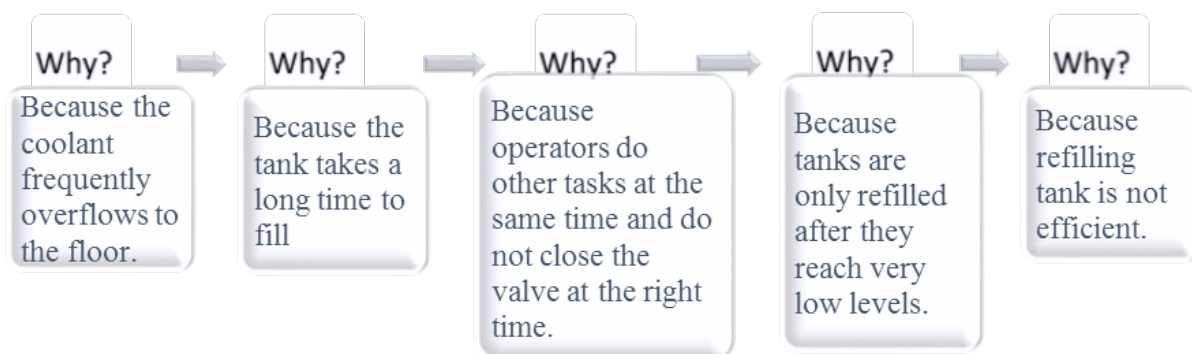 Why?
Because the
coolant
frequently
overflows to
the floor.
Why?
Because the
tank takes a
long time to
fill
Why?
Because
operators do
other tasks at the
same time and do
not close the
valve at the right
time.
Why?
Because
tanks are
only refilled
after they
reach very
low levels.
Why?
Because
refilling
tank is not
efficient.